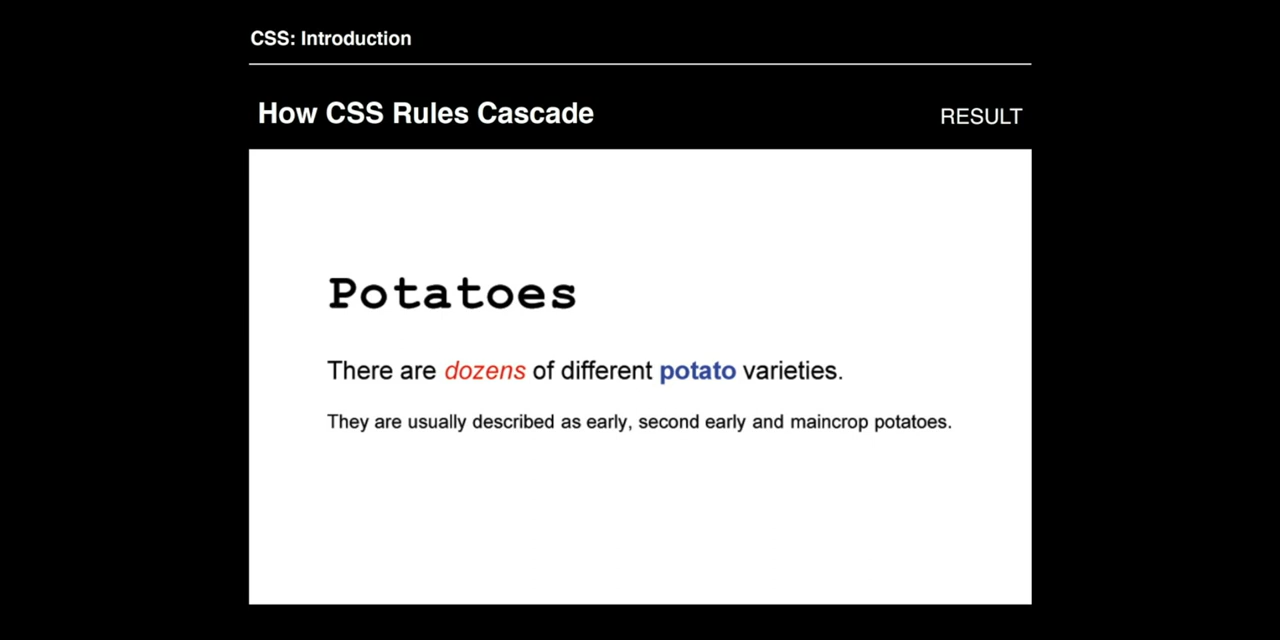 CSS: Introduction
How CSS Rules Cascade
RESULT
Potatoes
There are dozens of different potato varieties.
They are usually described as early, second early and maincrop potatoes.